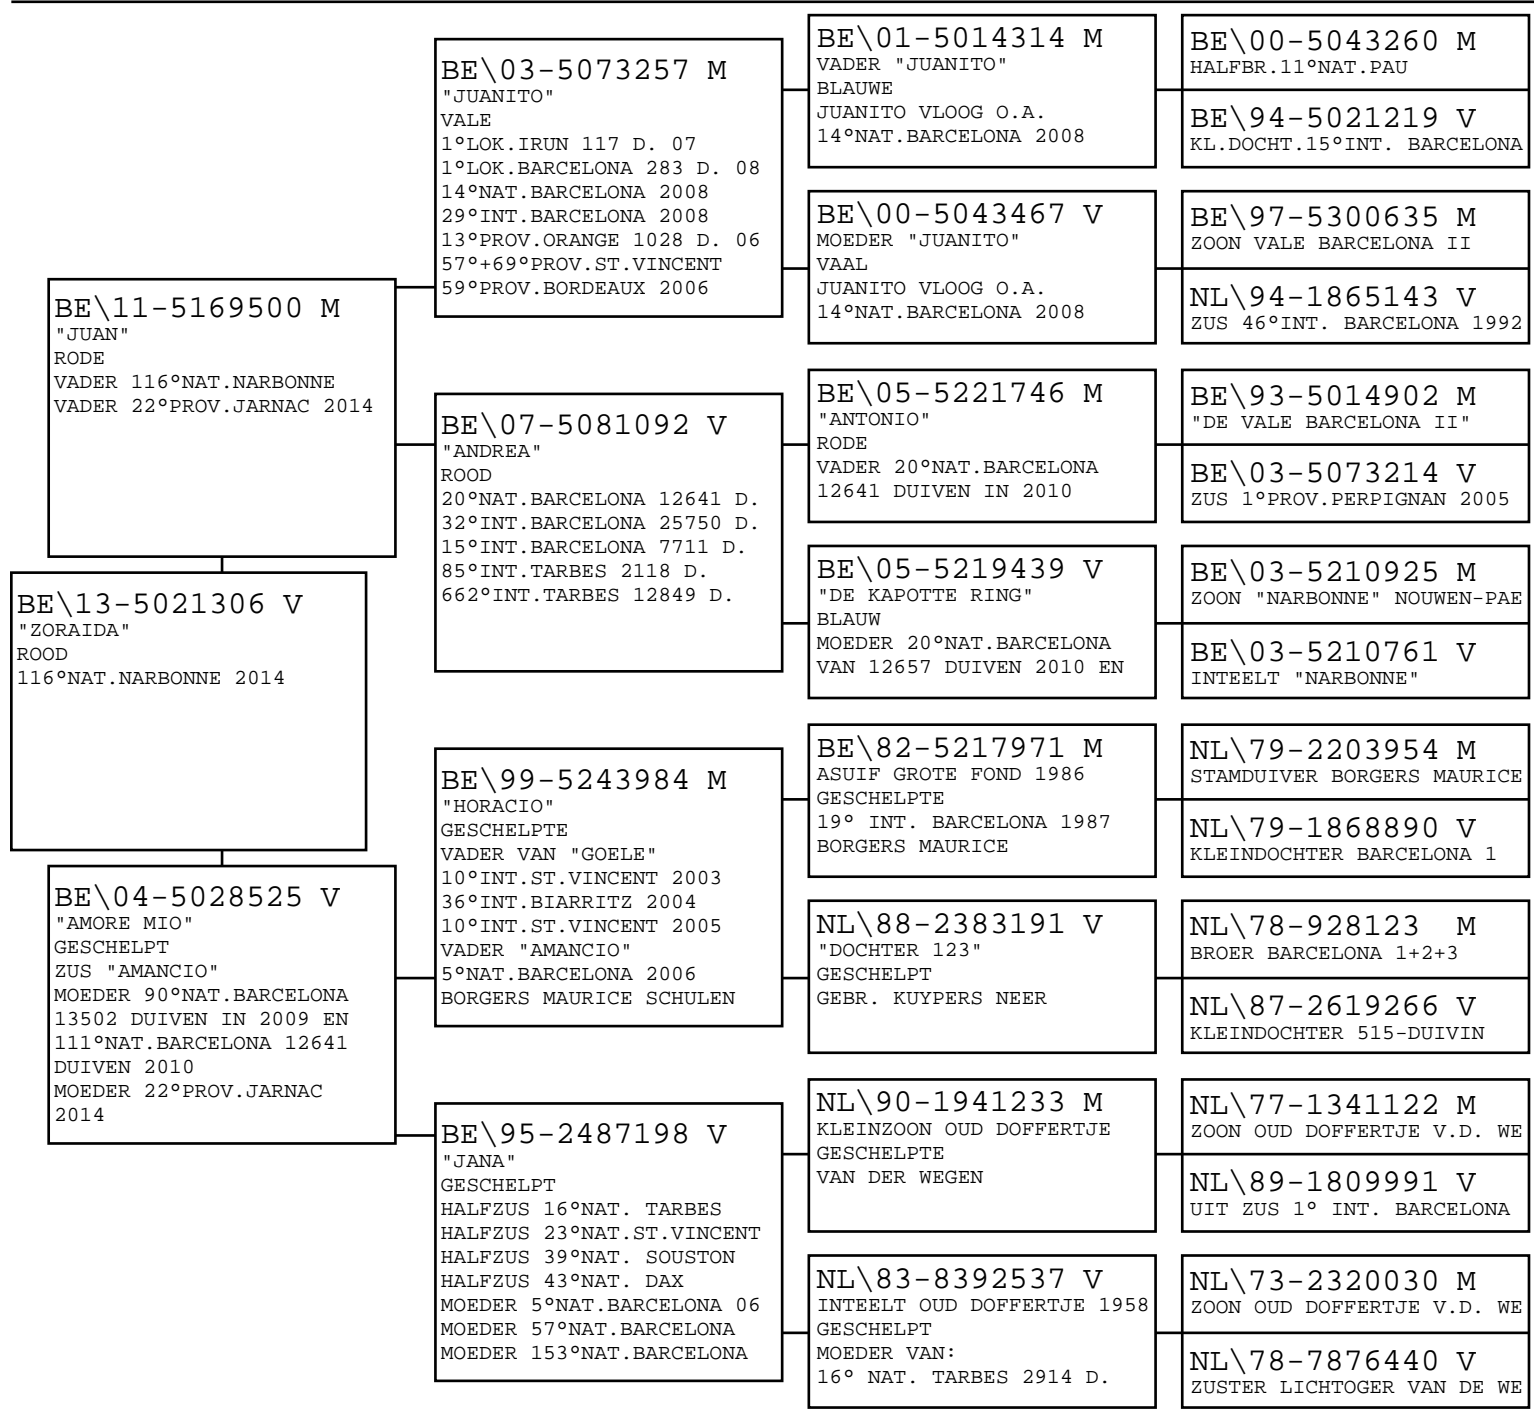 BE\13-5021306 V
"ZORAIDA"
ROOD
116°NAT.NARBONNE 2014
BE\11-5169500 M
"JUAN"
RODE
VADER 116°NAT.NARBONNE
VADER 22°PROV.JARNAC 2014
BE\04-5028525 V
"AMORE MIO"
GESCHELPT
ZUS "AMANCIO"
MOEDER 90°NAT.BARCELONA
13502 DUIVEN IN 2009 EN
111°NAT.BARCELONA 12641
DUIVEN 2010
MOEDER 22°PROV.JARNAC
2014
BE\03-5073257 M
"JUANITO"
VALE
1°LOK.IRUN 117 D. 07
1°LOK.BARCELONA 283 D. 08
14°NAT.BARCELONA 2008
29°INT.BARCELONA 2008
13°PROV.ORANGE 1028 D. 06
57°+69°PROV.ST.VINCENT
59°PROV.BORDEAUX 2006
BE\07-5081092 V
"ANDREA"
ROOD
20°NAT.BARCELONA 12641 D.
32°INT.BARCELONA 25750 D.
15°INT.BARCELONA 7711 D.
85°INT.TARBES 2118 D.
662°INT.TARBES 12849 D.
BE\99-5243984 M
"HORACIO"
GESCHELPTE
VADER VAN "GOELE"
10°INT.ST.VINCENT 2003
36°INT.BIARRITZ 2004
10°INT.ST.VINCENT 2005
VADER "AMANCIO"
5°NAT.BARCELONA 2006
BORGERS MAURICE SCHULEN
BE\95-2487198 V
"JANA"
GESCHELPT
HALFZUS 16°NAT. TARBES
HALFZUS 23°NAT.ST.VINCENT
HALFZUS 39°NAT. SOUSTON
HALFZUS 43°NAT. DAX
MOEDER 5°NAT.BARCELONA 06
MOEDER 57°NAT.BARCELONA
MOEDER 153°NAT.BARCELONA
BE\01-5014314 M
VADER "JUANITO"
BLAUWE
JUANITO VLOOG O.A.
14°NAT.BARCELONA 2008
BE\00-5043467 V
MOEDER "JUANITO"
VAAL
JUANITO VLOOG O.A.
14°NAT.BARCELONA 2008
BE\05-5221746 M
"ANTONIO"
RODE
VADER 20°NAT.BARCELONA
12641 DUIVEN IN 2010
BE\05-5219439 V
"DE KAPOTTE RING"
BLAUW
MOEDER 20°NAT.BARCELONA
VAN 12657 DUIVEN 2010 EN
BE\82-5217971 M
ASUIF GROTE FOND 1986
GESCHELPTE
19° INT. BARCELONA 1987
BORGERS MAURICE
NL\88-2383191 V
"DOCHTER 123"
GESCHELPT
GEBR. KUYPERS NEER
NL\90-1941233 M
KLEINZOON OUD DOFFERTJE
GESCHELPTE
VAN DER WEGEN
NL\83-8392537 V
INTEELT OUD DOFFERTJE 1958
GESCHELPT
MOEDER VAN:
16° NAT. TARBES 2914 D.
BE\00-5043260 M
HALFBR.11°NAT.PAU
BE\94-5021219 V
KL.DOCHT.15°INT. BARCELONA
BE\97-5300635 M
ZOON VALE BARCELONA II
NL\94-1865143 V
ZUS 46°INT. BARCELONA 1992
BE\93-5014902 M
"DE VALE BARCELONA II"
BE\03-5073214 V
ZUS 1°PROV.PERPIGNAN 2005
BE\03-5210925 M
ZOON "NARBONNE" NOUWEN-PAE
BE\03-5210761 V
INTEELT "NARBONNE"
NL\79-2203954 M
STAMDUIVER BORGERS MAURICE
NL\79-1868890 V
KLEINDOCHTER BARCELONA 1
NL\78-928123 M
BROER BARCELONA 1+2+3
NL\87-2619266 V
KLEINDOCHTER 515-DUIVIN
NL\77-1341122 M
ZOON OUD DOFFERTJE V.D. WE
NL\89-1809991 V
UIT ZUS 1° INT. BARCELONA
NL\73-2320030 M
ZOON OUD DOFFERTJE V.D. WE
NL\78-7876440 V
ZUSTER LICHTOGER VAN DE WE